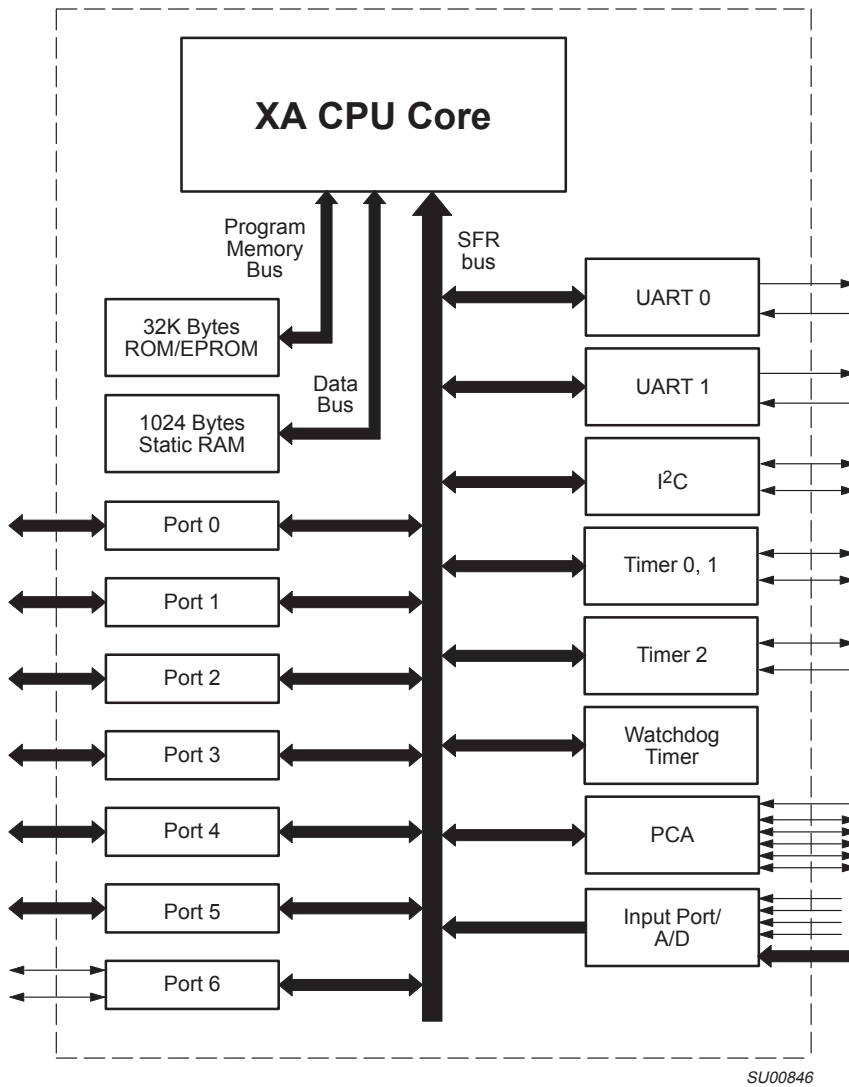 XA CPU Core
Program
Memory
Bus
SFR
bus
32K Bytes
ROM/EPROM
Data
Bus
1024 Bytes
Static RAM
Port 0
Port 1
Port 2
Port 3
Port 4
Port 5
Port 6
UART 0
UART 1
I²C
Timer 0, 1
Timer 2
Watchdog
Timer
PCA
Input Port/
A/D
SU00846